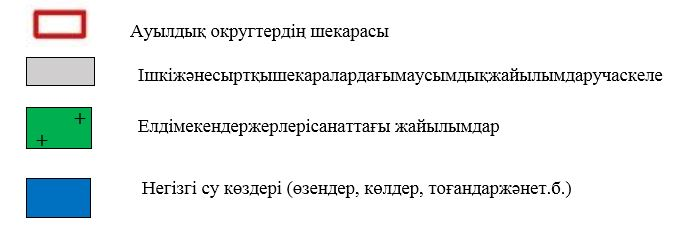 Ауылдық округтердің шекарасы
Ішкіжәнесыртқышекаралардағымаусымдықжайылымдаручаскеле
Елдімекендержерлерісанаттағы жайылымдар
Негізгі су көздері (өзендер, көлдер, тоғандаржәнет.б.)